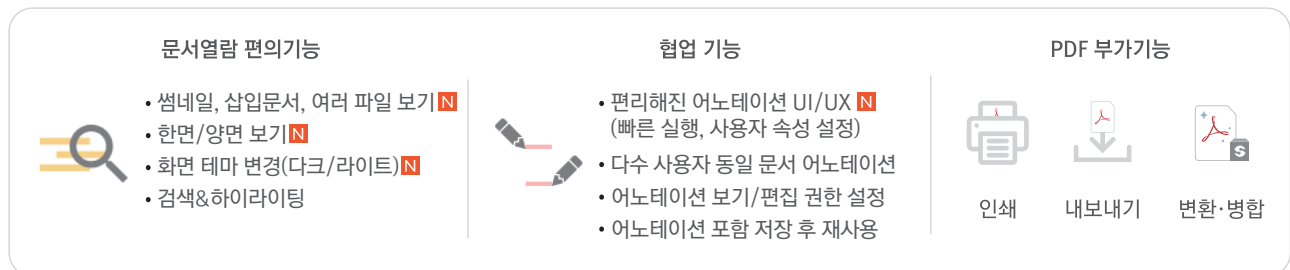 문서열람 편의기능
• 썸네일, 삽입문서, 여러 파일 보기 N
• 한면/양면 보기 N
• 화면 테마 변경(다크/라이트) N
• 검색&하이라이팅
협업 기능
• 편리해진 어노테이션 UI/UX N
(빠른 실행, 사용자 속성 설정)
• 다수 사용자 동일 문서 어노테이션
• 어노테이션 보기/편집 권한 설정
• 어노테이션 포함 저장 후 재사용
PDF 부가기능
S
인쇄
내보내기
변환·병합